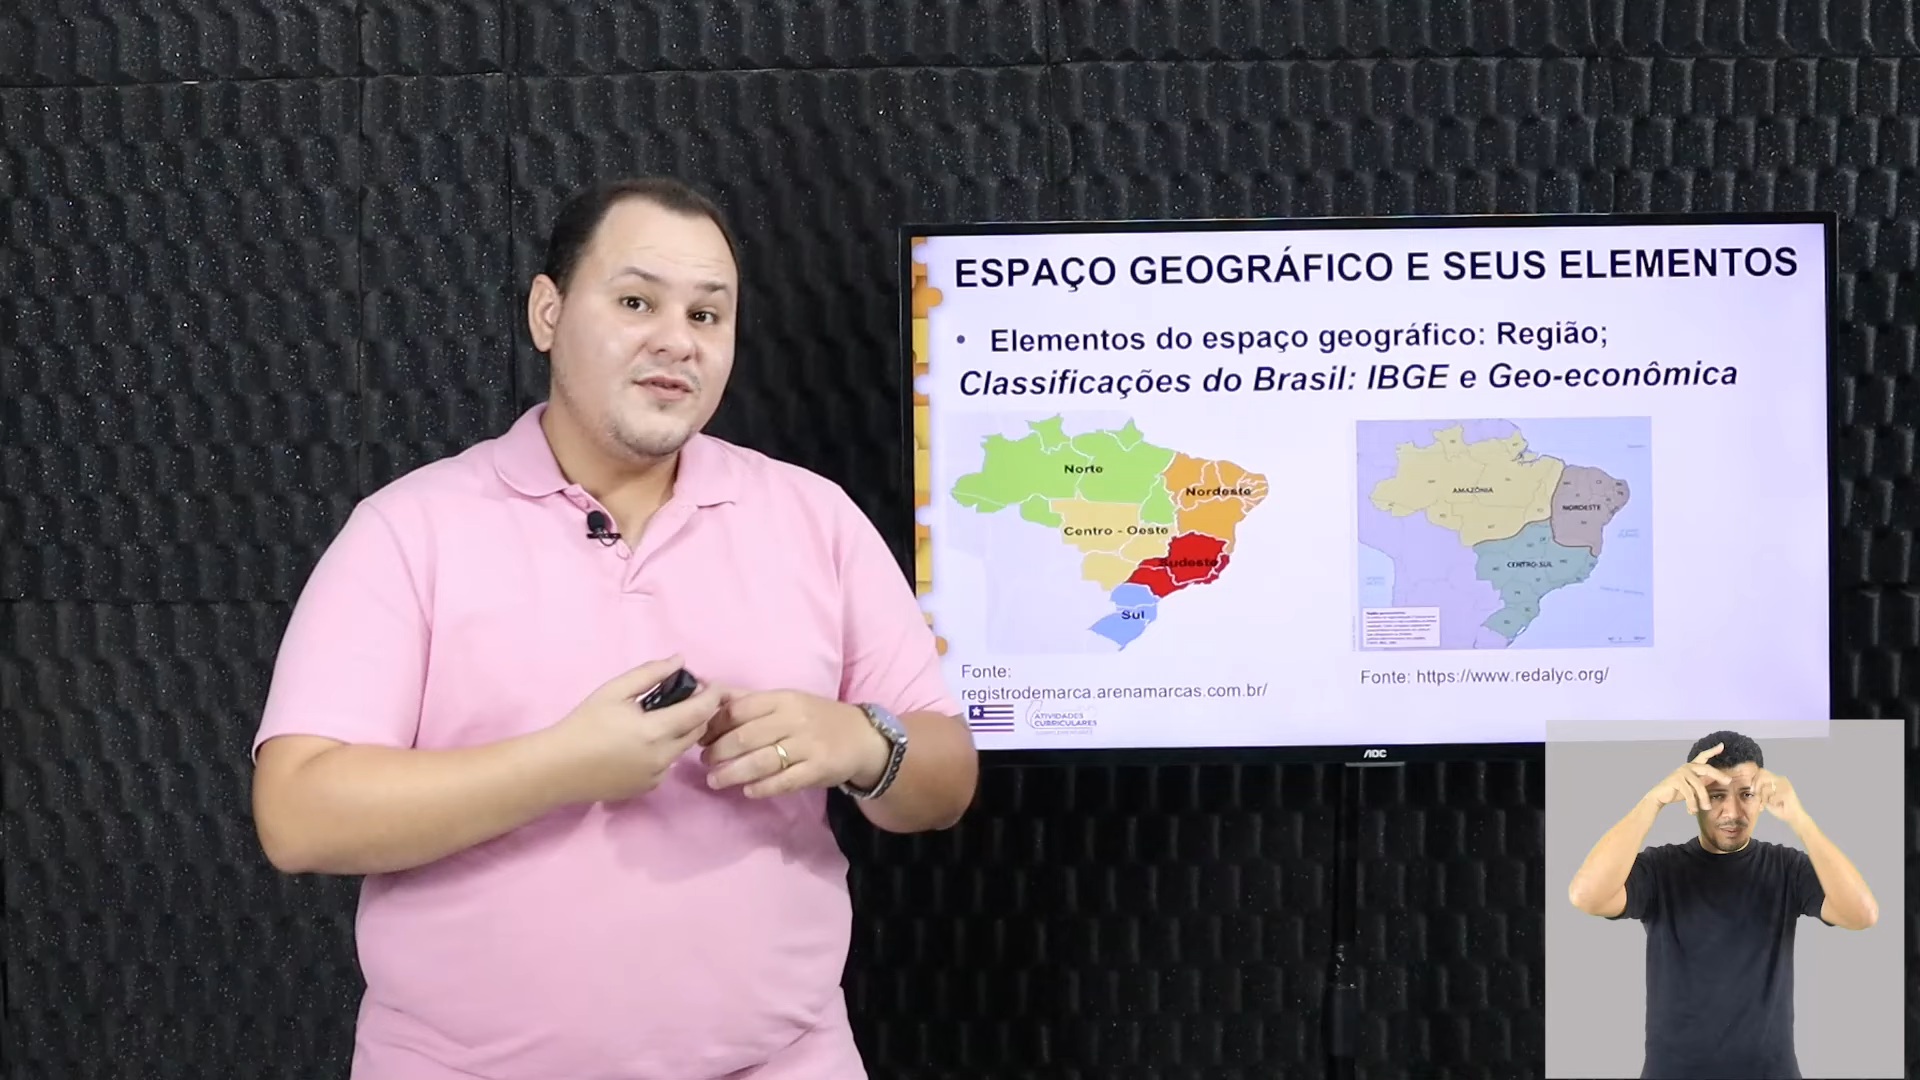 ESPAÇO GEOGRÁFICO E SEUS ELEMENTOS
• Elementos do espaço geográfico: Região;
Classificações do Brasil: IBGE e Geo-econômica
Norte
Nordeste
Centro - Oeste
Sudeste
Sul
AMAZÔNIA
NORDESTE
CENTRO-SUL
Fonte:
registrodemarca.arenamarcas.com.br/
Fonte: https://www.redalyc.org/
ATIVIDADES
CURRICULARES
AOC